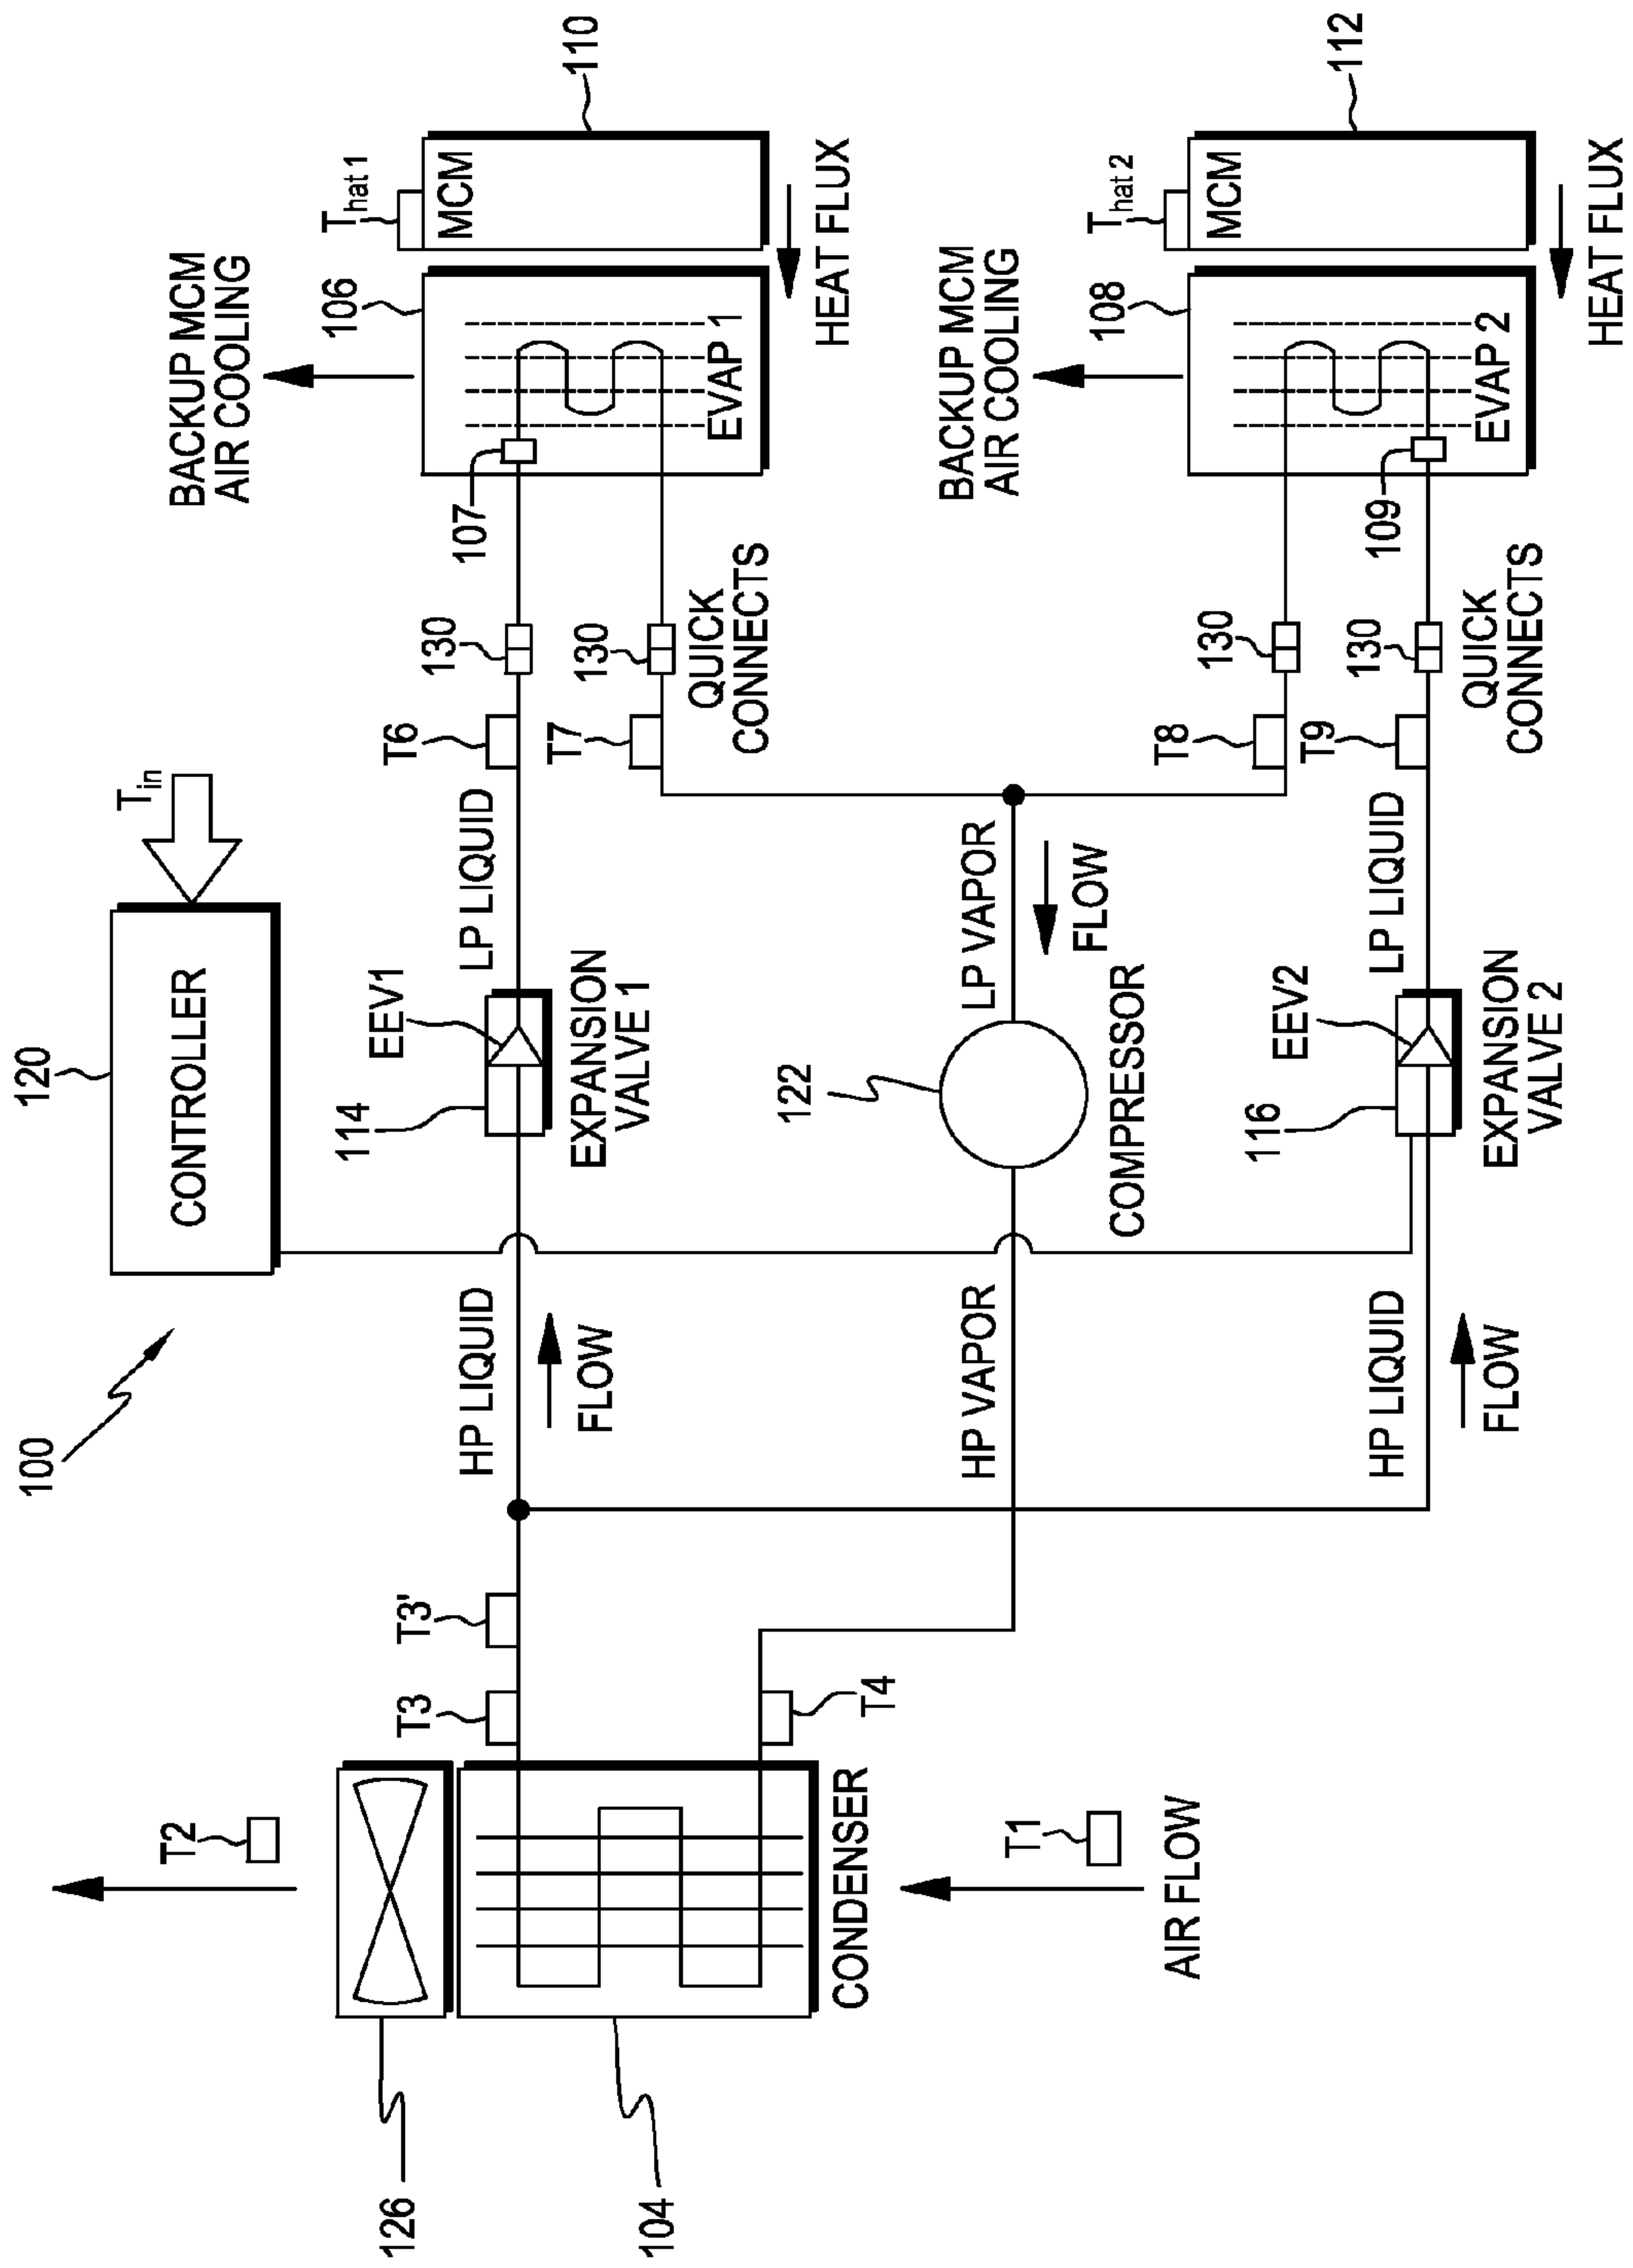 100
120
CONTROLLER
Tin
T2
126
104
CONDENSER
T1
AIR FLOW
T3
T3'
T4
HP LIQUID
FLOW
114
EEV1
EXPANSION
VALVE 1
LP LIQUID
T6
130
T7
130
QUICK
CONNECTS
107
BACKUP MCM
AIR COOLING
106
EVAP 1
That 1
MCM
110
HEAT FLUX
HP VAPOR
122
COMPRESSOR
LP VAPOR
FLOW
HP LIQUID
FLOW
116
EEV2
EXPANSION
VALVE 2
LP LIQUID
T8
130
T9
130
QUICK
CONNECTS
109
BACKUP MCM
AIR COOLING
108
EVAP 2
That 2
MCM
112
HEAT FLUX